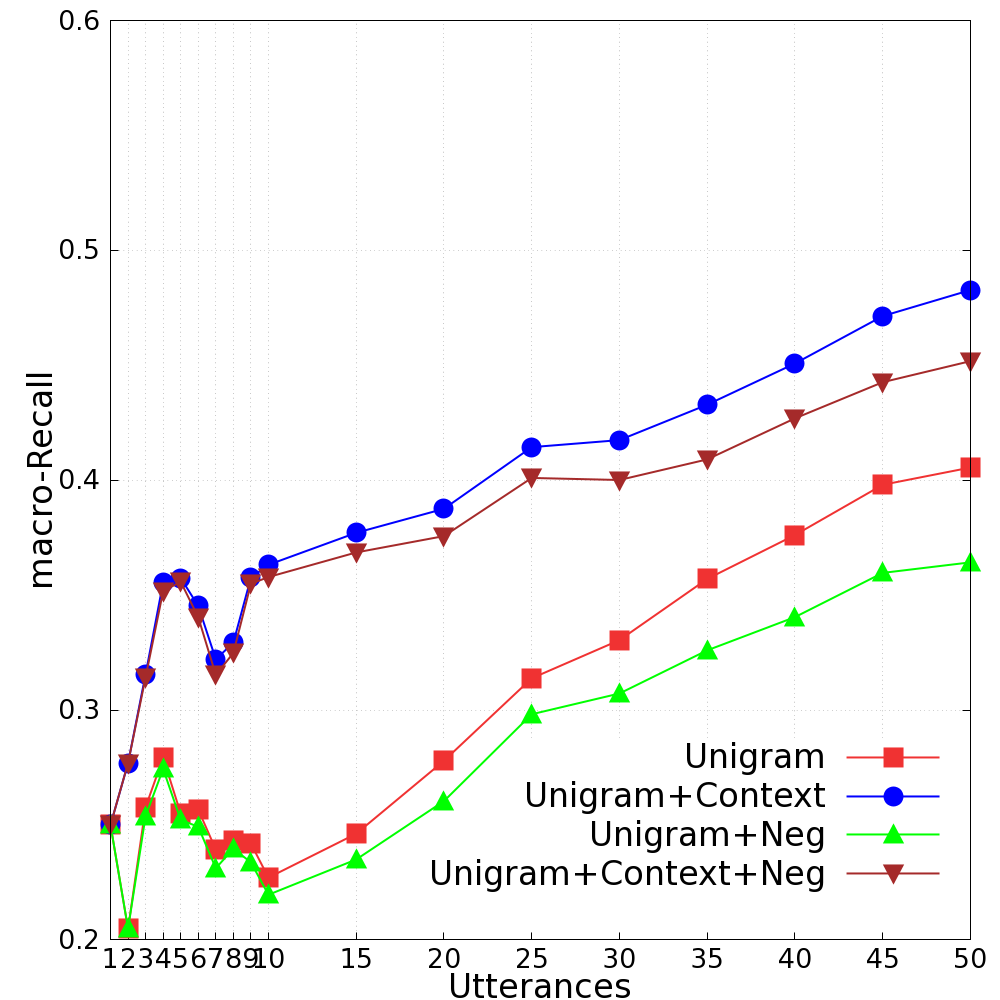 0.6
0.5
0.4
0.3
0.2
macro-Recall
Unigram
Unigram+Context
Unigram+Neg
Unigram+Context+Neg
1 2 3 4 5 6 7 8 9 10 15 20 25 30 35 40 45 50
Utterances